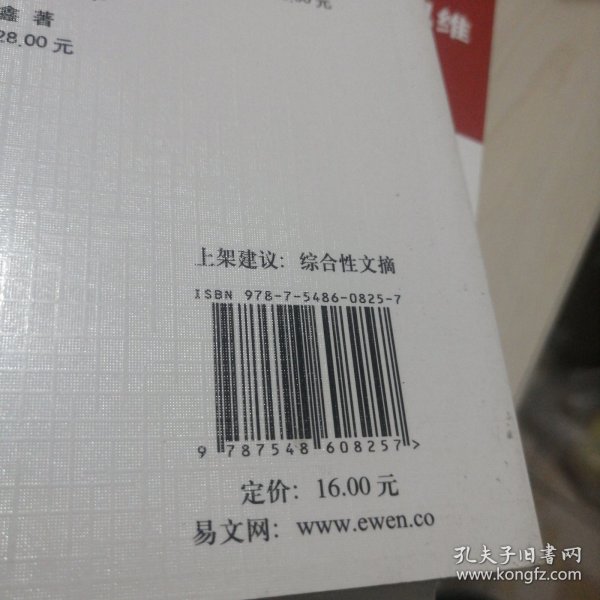 鑫 著
28.00 元
维
上架建议：综合性文摘
ISBN 978-7-5486-0825-7
9 787548 608257 >
定价：16.00 元
易文网：www.ewen.co
孔夫子旧书网
www.kongfz.com